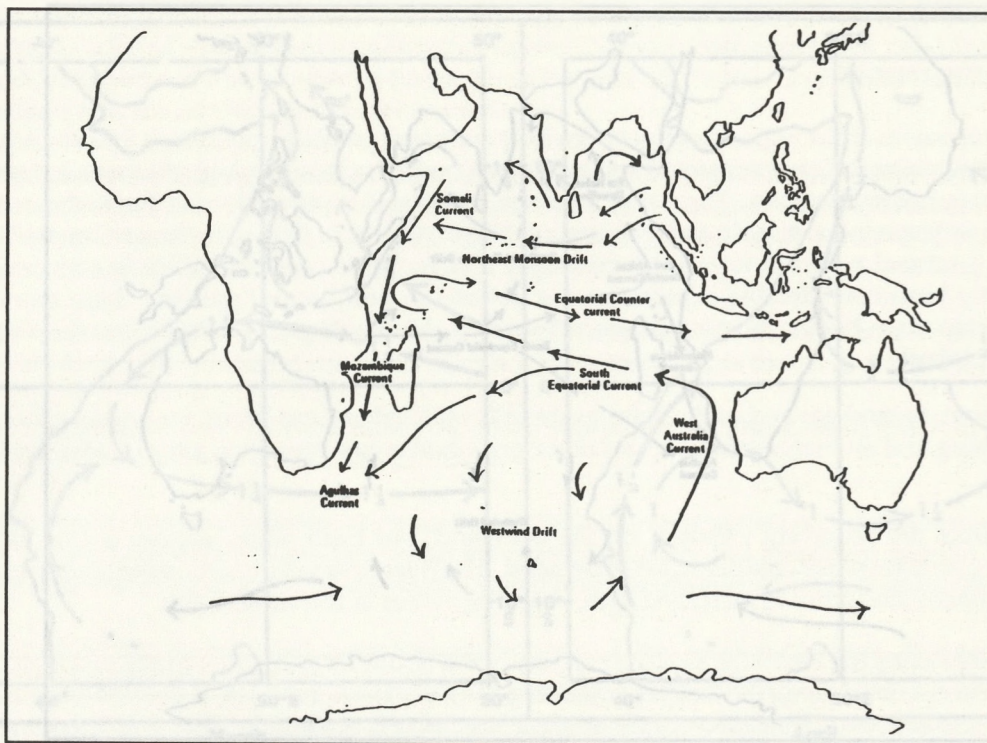 Somali
Current
Northeast Monsoon Drift
Equatorial Counter
current
Mozambique
Current
South
Equatorial Current
West
Australia
Current
Agulhas
Current
Westwind Drift